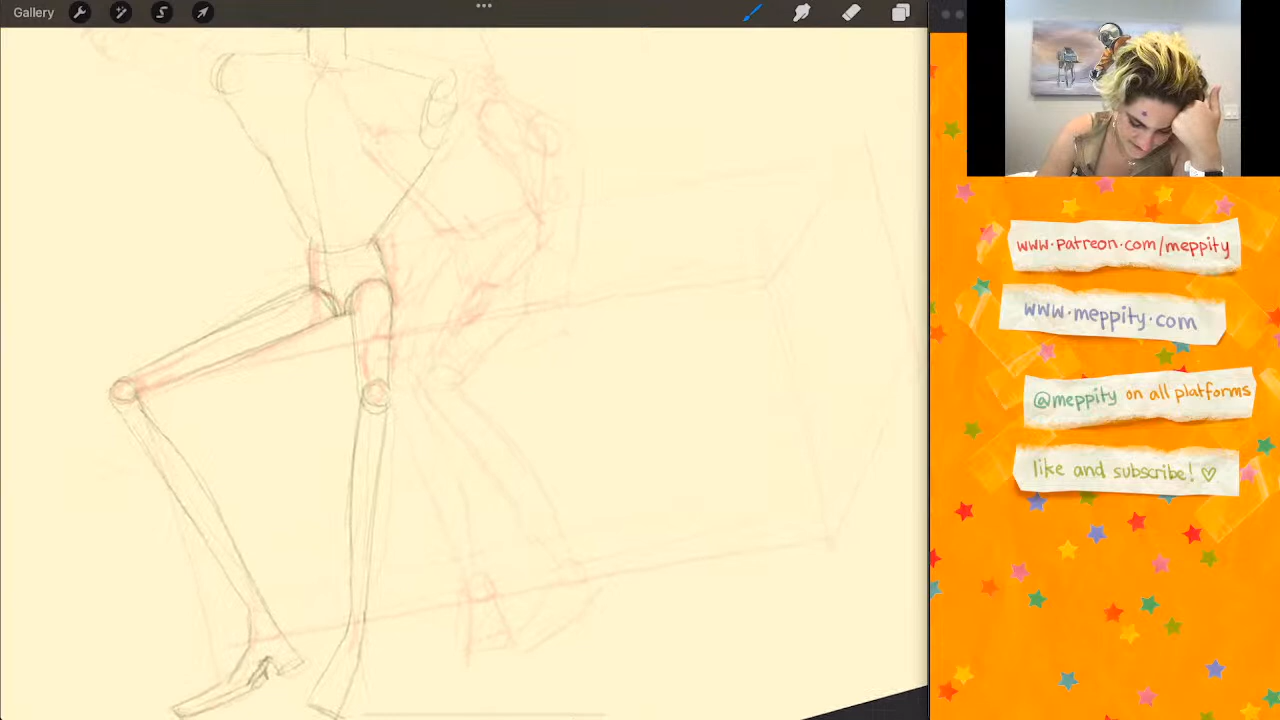 Gallery
www.patreon.com/meppity
www.meppity.com
@meppity on all platforms
like and subscribe! ♡